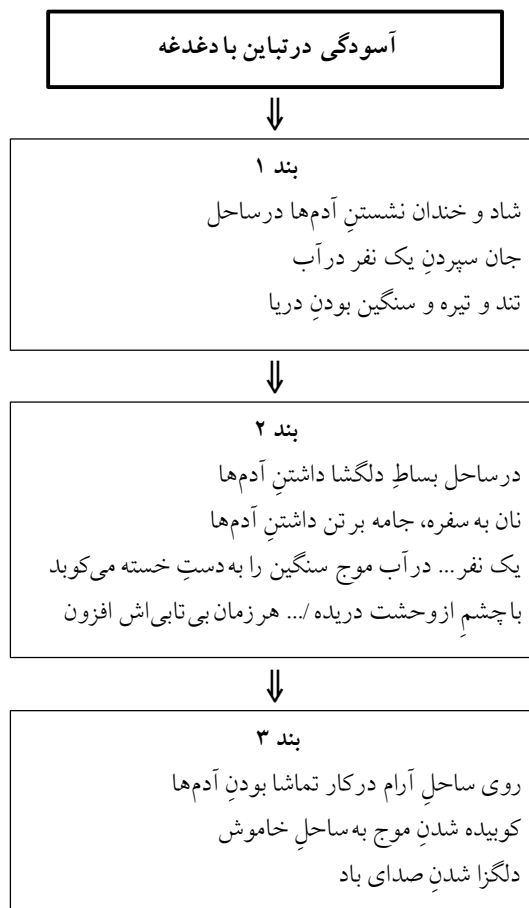 آسودگی در تباین با دغدغه
⇓
بند ۱
شاد و خندان نشستنِ آدم‌ها در ساحل
جان سپردنِ یک نفر در آب
تند و تیره و سنگین بودنِ دریا
⇓
بند ۲
در ساحل بساطِ دلگشا داشتنِ آدم‌ها
نان به سفره، جامه بر تن داشتنِ آدم‌ها
یک نفر ... در آب موج سنگین را به دستِ خسته می‌کوبد
با چشمِ از وحشت دریده /... هر زمان بی‌تابی‌اش افزون
⇓
بند ۳
روی ساحلِ آرام در کار تماشا بودنِ آدم‌ها
کوبیده شدنِ موج به ساحلِ خاموش
دلگزا شدنِ صدای باد